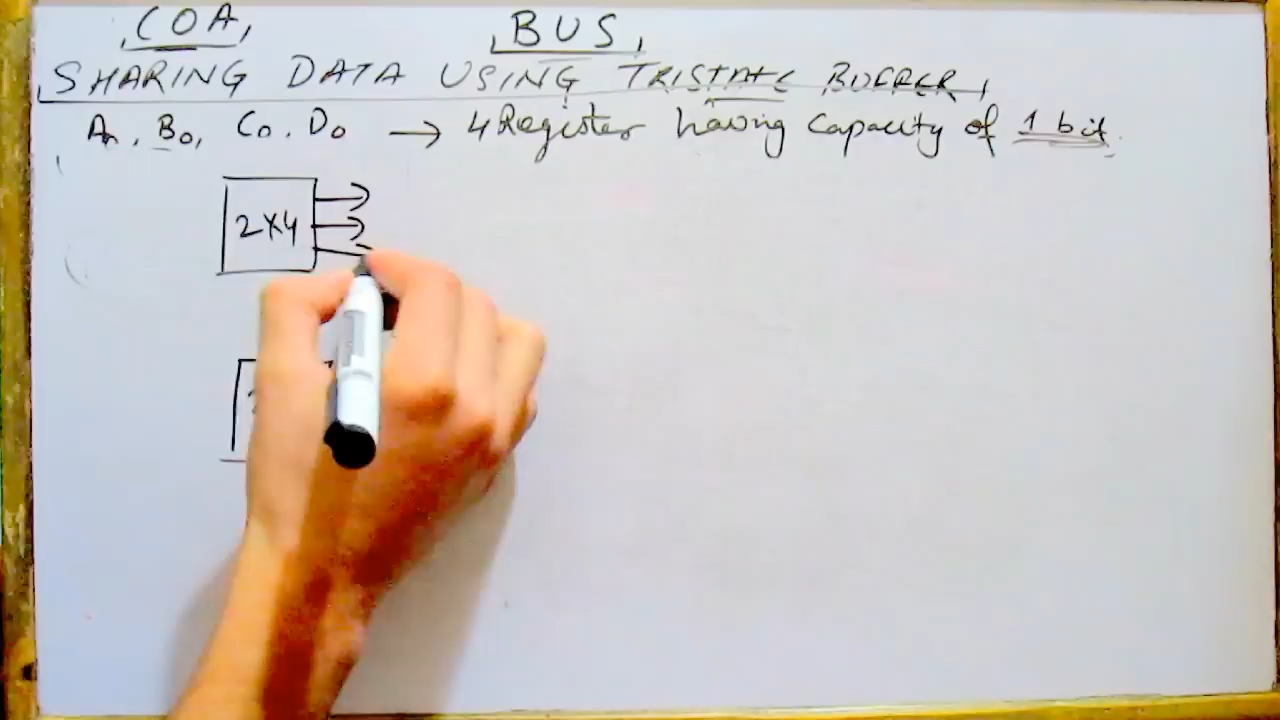 COA, BUS,
SHARING DATA USING TRISTATE BUFFER,
A₀, B₀, C₀, D₀ → 4 Register having Capacity of 1 bit.
2X4